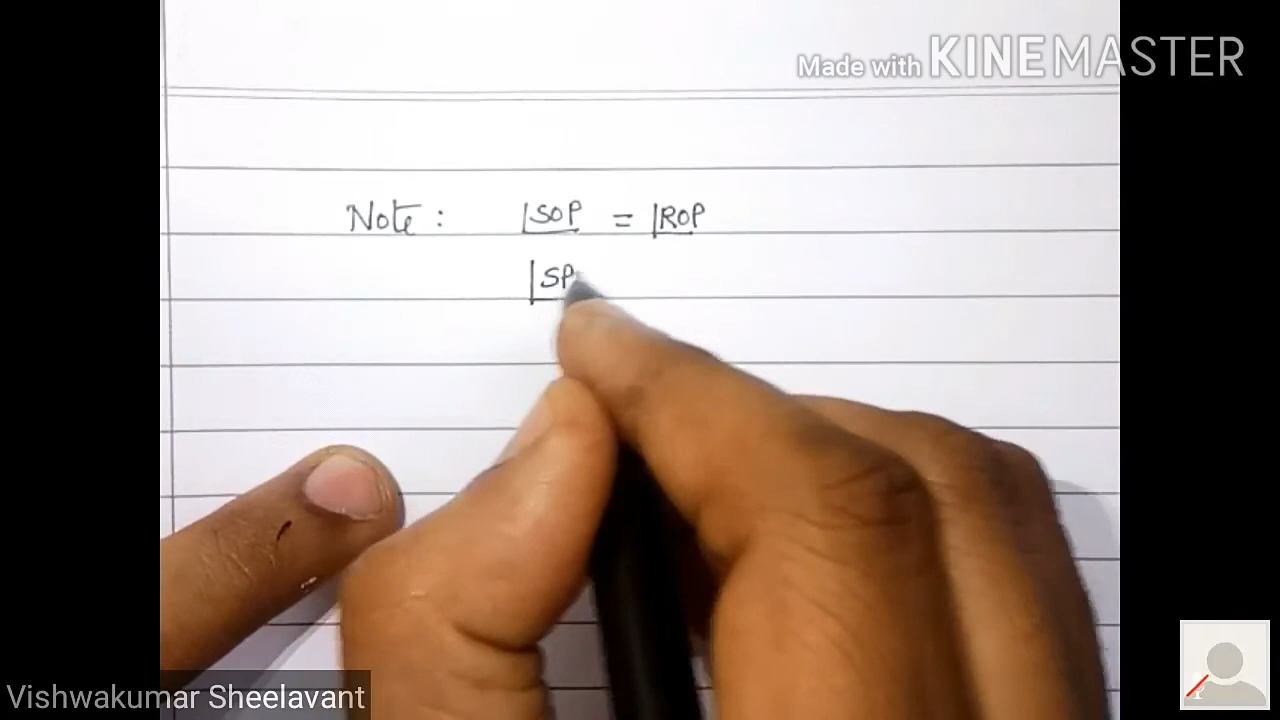 Made with KINEMASTER
Note : ∠SOP = ∠ROP
∠SP
Vishwakumar Sheelavant